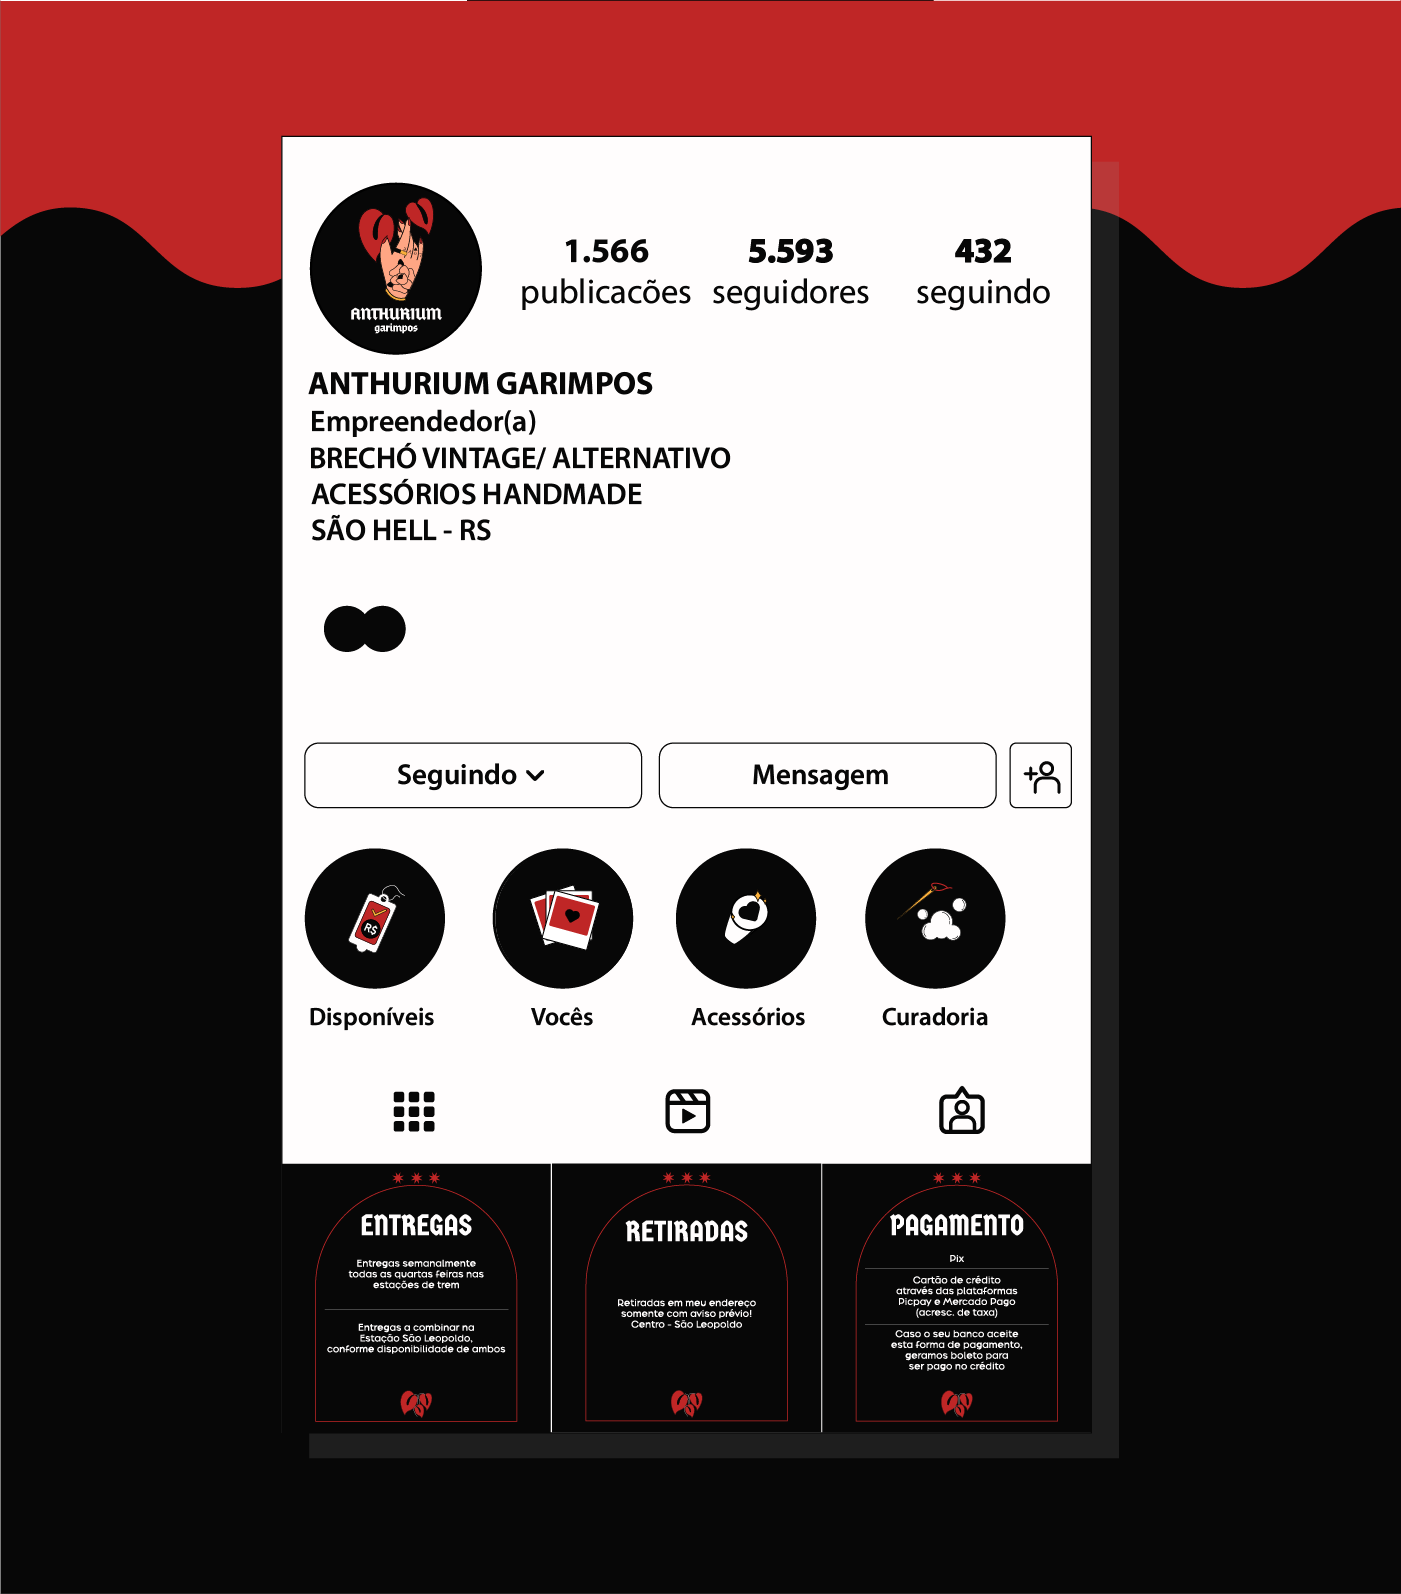 ANTHURIUM
garimpos
1.566
publicacões
5.593
seguidores
432
seguindo
ANTHURIUM GARIMPOS
Empreendedor(a)
BRECHÓ VINTAGE/ ALTERNATIVO
ACESSÓRIOS HANDMADE
SÃO HELL - RS
Seguindo
Mensagem
R$
Disponíveis
Vocês
Acessórios
Curadoria
ENTREGAS
Entregas semanalmente
todas as quartas feiras nas
estações de trem
Entregas a combinar na
Estação São Leopoldo,
conforme disponibilidade de ambos
RETIRADAS
Retiradas em meu endereço
somente com aviso prévio!
Centro - São Leopoldo
PAGAMENTO
Pix
Cartão de crédito
através das plataformas
Picpay e Mercado Pago
(acresc. de taxa)
Caso o seu banco aceite
esta forma de pagamento,
geramos boleto para
ser pago no crédito